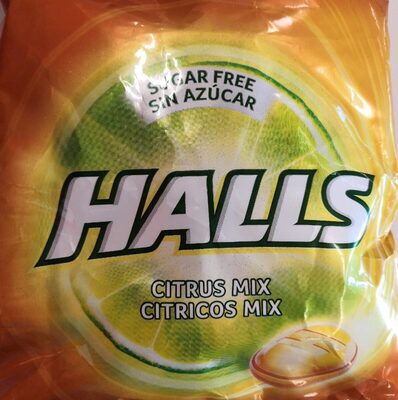 SUGAR FREE
SIN AZÚCAR
HALLS
CITRUS MIX
CITRICOS MIX